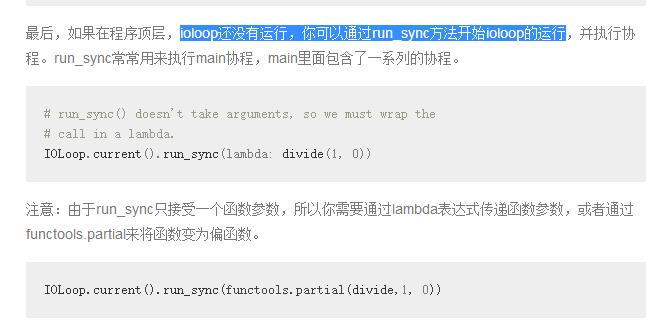 最后，如果在程序顶层，ioloop还没有运行，你可以通过run_sync方法开始ioloop的运行，并执行协
程。run_sync常常用来执行main协程，main里面包含了一系列的协程。
# run_sync() doesn't take arguments, so we must wrap the
# call in a lambda.
IOLoop.current().run_sync(lambda: divide(1, 0))
注意：由于run_sync只接受一个函数参数，所以你需要通过lambda表达式传递函数参数，或者通过
functools.partial来将函数变为偏函数。
IOLoop.current().run_sync(functools.partial(divide,1, 0))